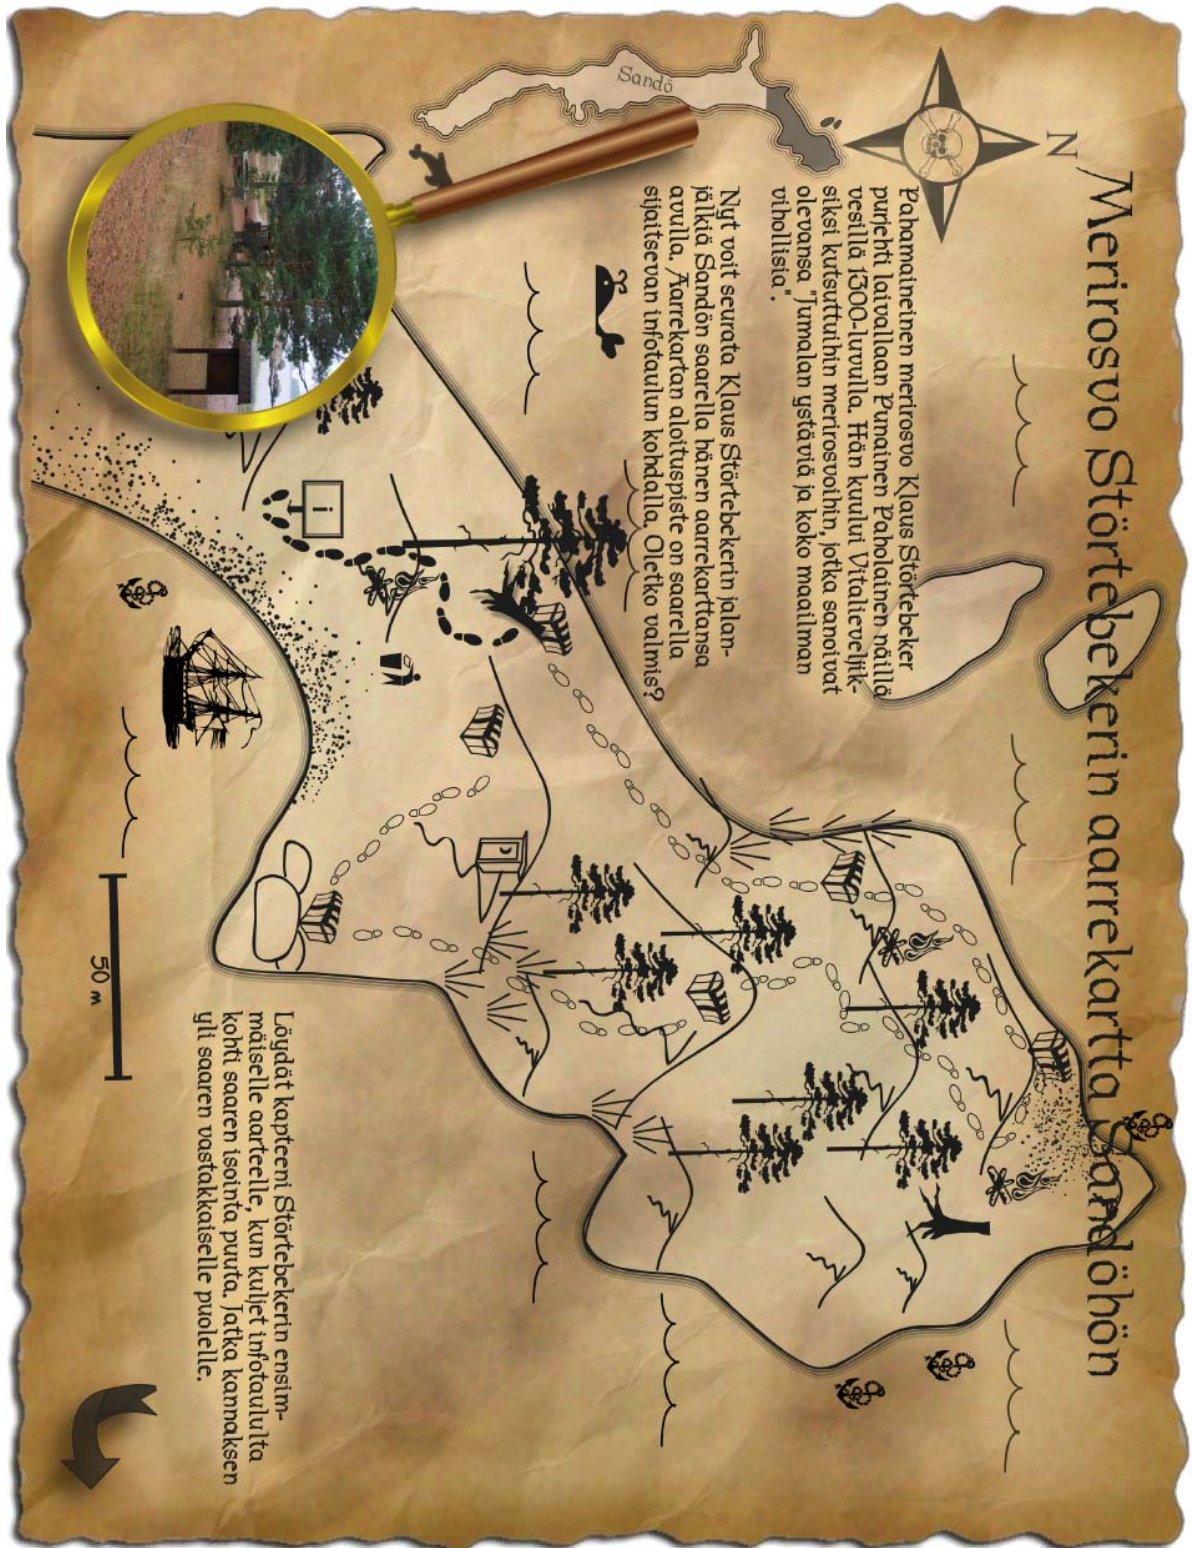 Merirosvo Störtebekerin aarrekartta Sandöhön
N
Pahamaineinen merirosvo Klaus Störtebeker
purjehti laivallaan Punainen Paholainen näillä
vesillä 1300-luvulla. Hän kuului Vitalieveljik-
siksi kutsuttuihin merirosvoihin, jotka sanoivat
olevansa "Jumalan ystäviä ja koko maailman
vihollisia".
Sandö
Nyt voit seurata Klaus Störtebekerin jalan-
jälkiä Sandön saarella hänen aarrekarttansa
avulla. Aarrekartan aloituspiste on saarella
sijaitsevan infotaulun kohdalla. Oletko valmis?
i
Löydät kapteeni Störtebekerin ensim-
mäiselle aarteelle, kun kuljet infotaululta
kohti saaren isointa puuta. Jatka kannaksen
yli saaren vastakkaiselle puolelle.
50 m